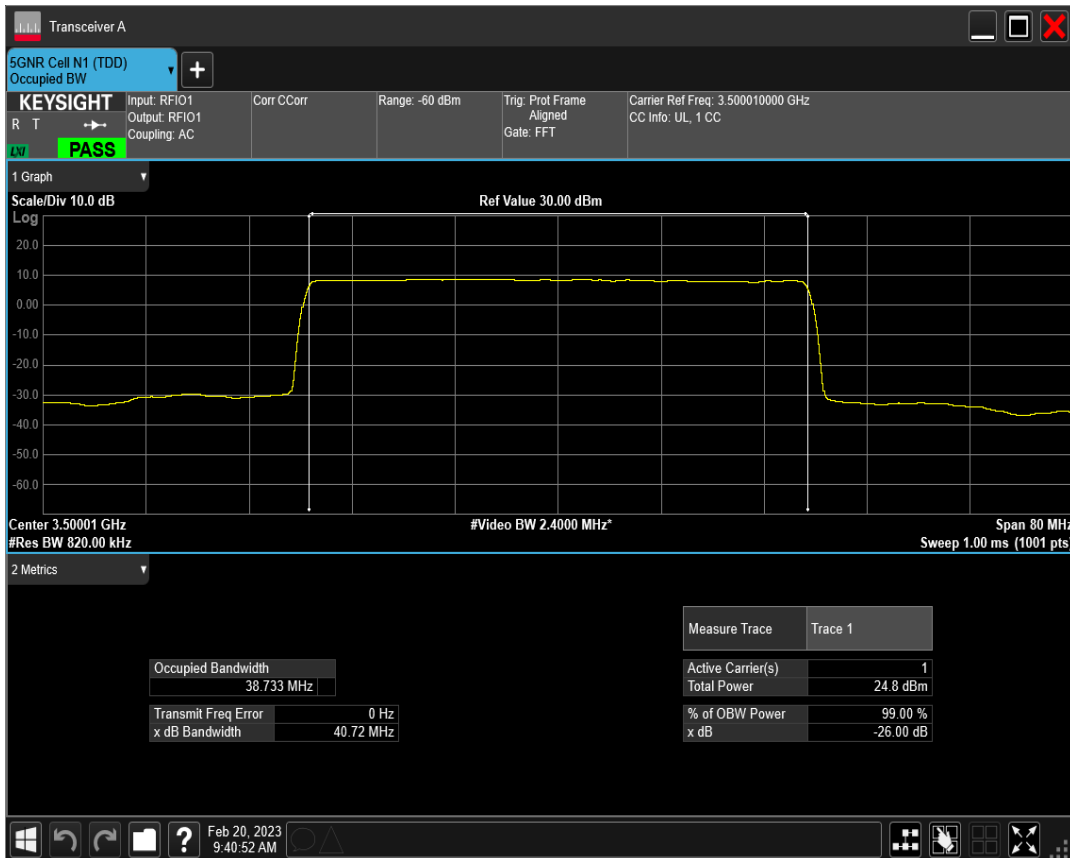 Transceiver A
5GNR Cell N1 (TDD)
Occupied BW
+
KEYSIGHT
R T
LXI
PASS
Input: RFIO1
Output: RFIO1
Coupling: AC
Corr CCorr
Range: -60 dBm
Trig: Prot Frame
Aligned
Gate: FFT
Carrier Ref Freq: 3.500010000 GHz
CC Info: UL, 1 CC
1 Graph
Scale/Div 10.0 dB
Ref Value 30.00 dBm
Log
20.0
10.0
0.00
-10.0
-20.0
-30.0
-40.0
-50.0
-60.0
Center 3.50001 GHz
#Video BW 2.4000 MHz*
Span 80 MHz
#Res BW 820.00 kHz
Sweep 1.00 ms (1001 pts)
2 Metrics
Measure Trace Trace 1
Occupied Bandwidth
38.733 MHz
Transmit Freq Error 0 Hz
x dB Bandwidth 40.72 MHz
Active Carrier(s) 1
Total Power 24.8 dBm
% of OBW Power 99.00 %
x dB -26.00 dB
?
Feb 20, 2023
9:40:52 AM